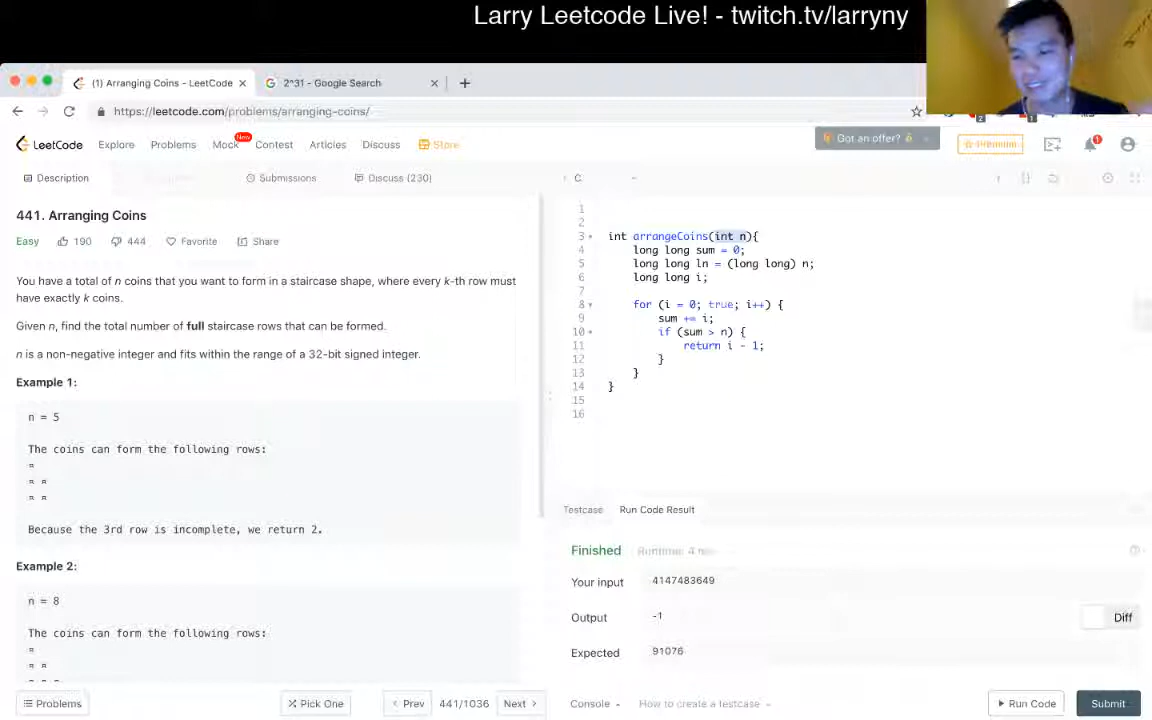 Larry Leetcode Live! - twitch.tv/larryny
(1) Arranging Coins - LeetCode
2^31 - Google Search
https://leetcode.com/problems/arranging-coins/
LeetCode Explore Problems Mock New Contest Articles Discuss Store
Got an offer?
Premium
1
Description
Submissions
Discuss (230)
C
441. Arranging Coins
Easy 190 444 Favorite Share
You have a total of n coins that you want to form in a staircase shape, where every k-th row must
have exactly k coins.
Given n, find the total number of full staircase rows that can be formed.
n is a non-negative integer and fits within the range of a 32-bit signed integer.
Example 1:
n = 5
The coins can form the following rows:
¤
¤ ¤
¤ ¤
Because the 3rd row is incomplete, we return 2.
Example 2:
n = 8
The coins can form the following rows:
¤
¤ ¤
1
2
3 int arrangeCoins(int n){
4 long long sum = 0;
5 long long ln = (long long) n;
6 long long i;
7
8 for (i = 0; true; i++) {
9 sum += i;
10 if (sum > n) {
11 return i - 1;
12 }
13 }
14 }
15
16
Testcase Run Code Result
Finished Runtime: 4 ms
Your input 4147483649
Output -1
Diff
Expected 91076
Problems
Pick One
Prev
441/1036
Next
Console
How to create a testcase
Run Code
Submit